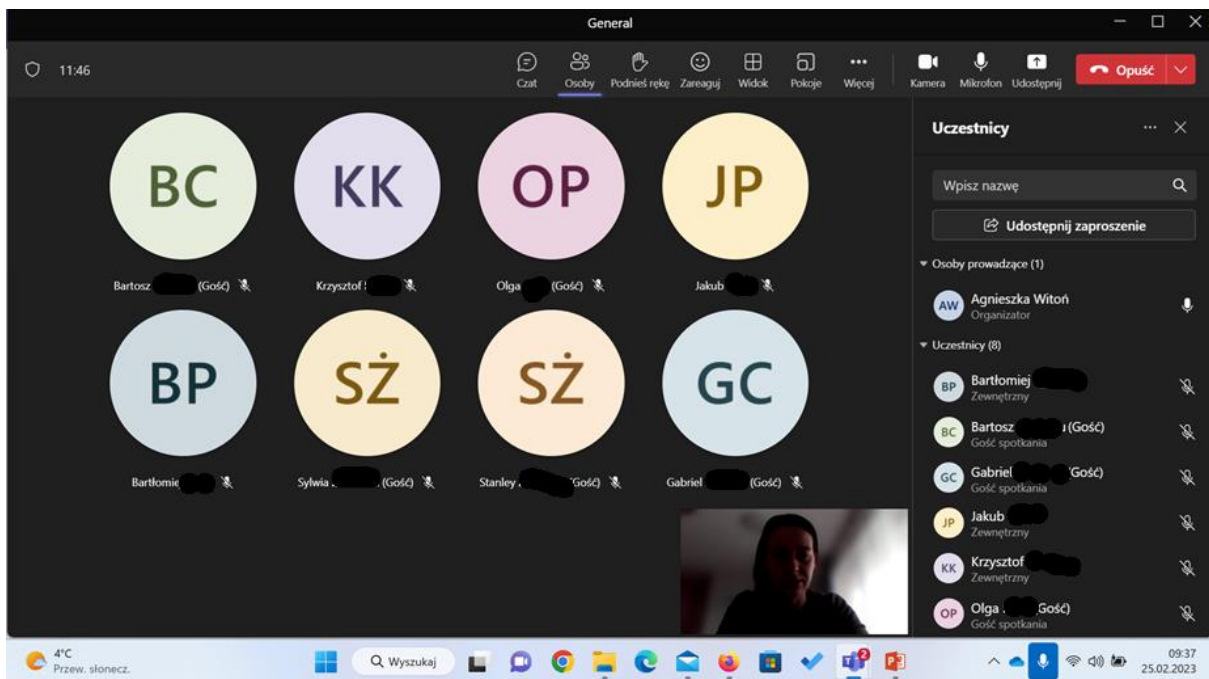 General
11:46
Czat
Osoby
Podnieś rękę
Zareaguj
Widok
Pokoje
Więcej
Kamera
Mikrofon
Udostępnij
Opuść
BC
KK
OP
JP
Bartosz (Gość)
Krzysztof
Olga (Gość)
Jakub
BP
SŻ
SŻ
GC
Bartłomie
Sylwia (Gość)
Stanley Gość)
Gabriel (Gość)
Uczestnicy
Wpisz nazwę
Udostępnij zaproszenie
Osoby prowadzące (1)
AW
Agnieszka Witoń
Organizator
Uczestnicy (8)
BP
Bartłomiej
Zewnętrzny
BC
Bartosz (Gość)
Gość spotkania
GC
Gabriel Gość)
Gość spotkania
JP
Jakub
Zewnętrzny
KK
Krzysztof
Zewnętrzny
OP
Olga Gość)
Gość spotkania
4°C
Przew. słonecz.
Wyszukaj
2
09:37
25.02.2023